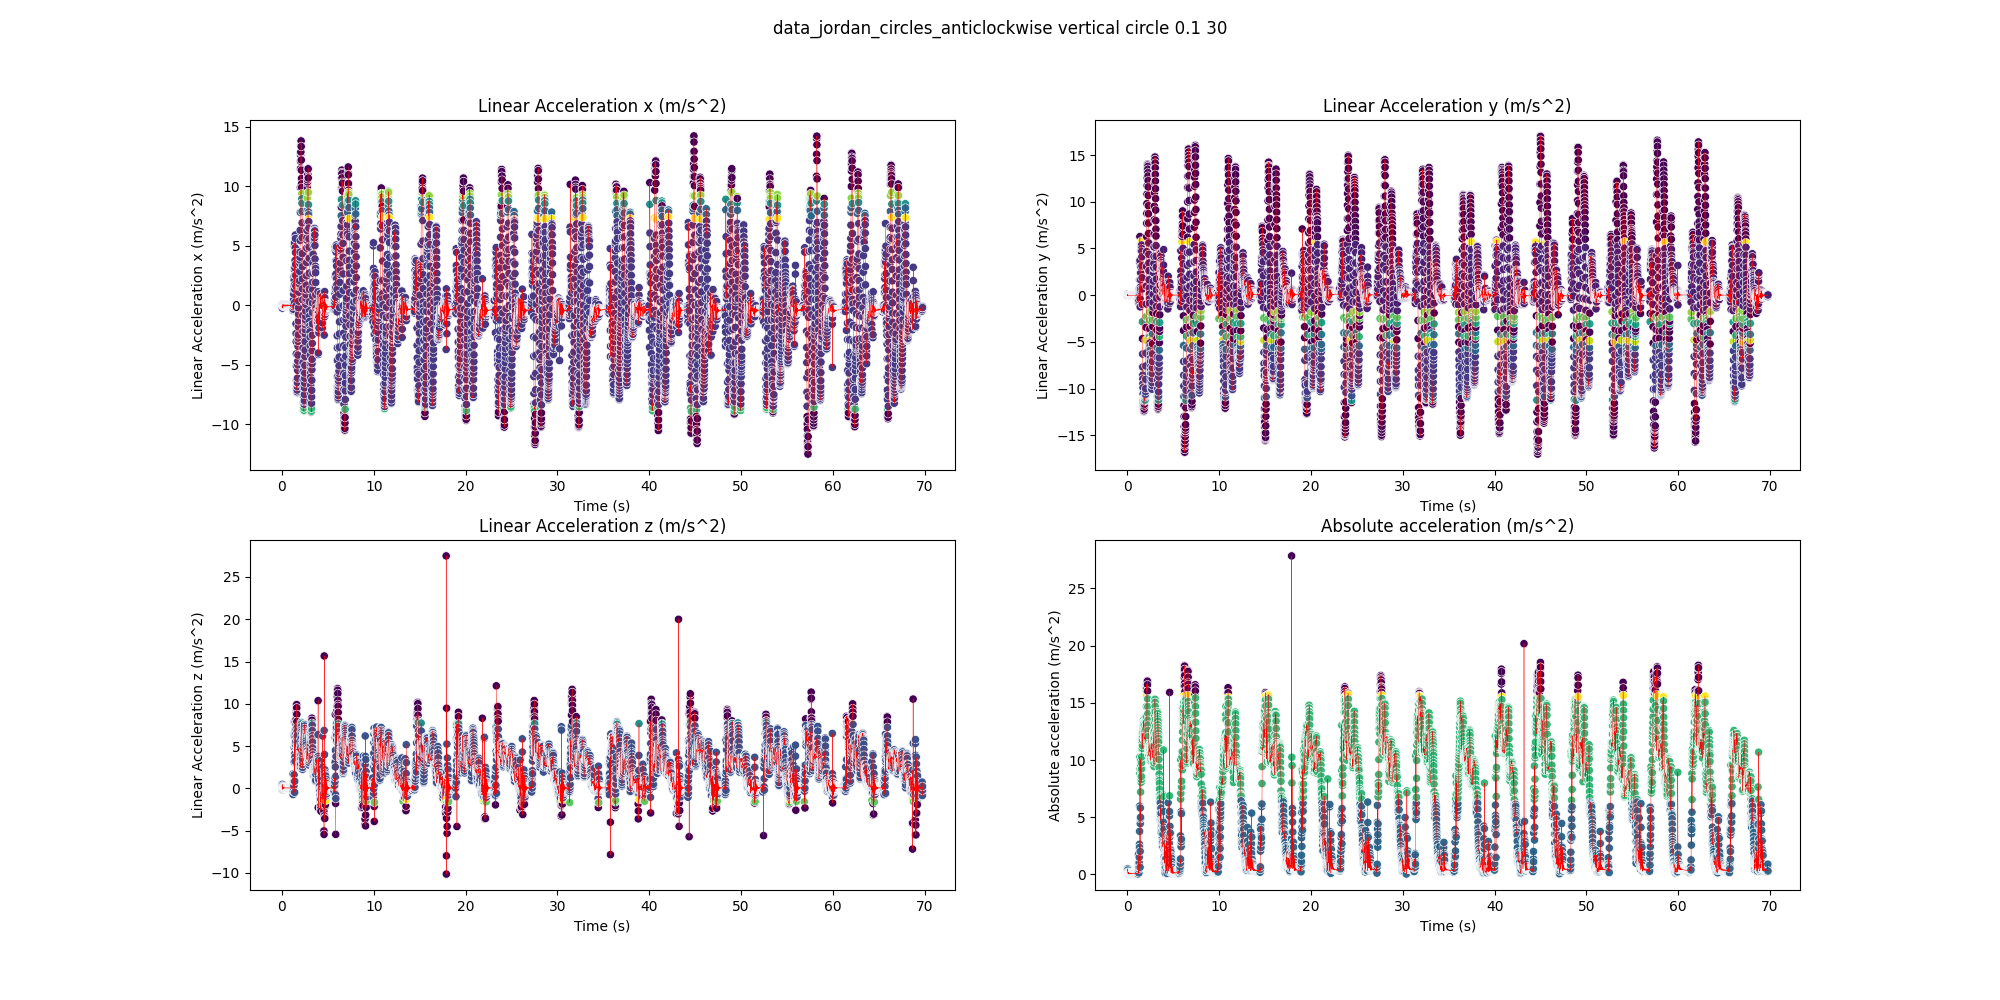 data_jordan_circles_anticlockwise vertical circle 0.1 30
Linear Acceleration x (m/s^2)
Linear Acceleration x (m/s^2)
15
10
5
0
−5
−10
0 10 20 30 40 50 60 70
Time (s)
Linear Acceleration y (m/s^2)
Linear Acceleration y (m/s^2)
15
10
5
0
−5
−10
−15
0 10 20 30 40 50 60 70
Time (s)
Linear Acceleration z (m/s^2)
Linear Acceleration z (m/s^2)
25
20
15
10
5
0
−5
−10
0 10 20 30 40 50 60 70
Time (s)
Absolute acceleration (m/s^2)
Absolute acceleration (m/s^2)
25
20
15
10
5
0
0 10 20 30 40 50 60 70
Time (s)